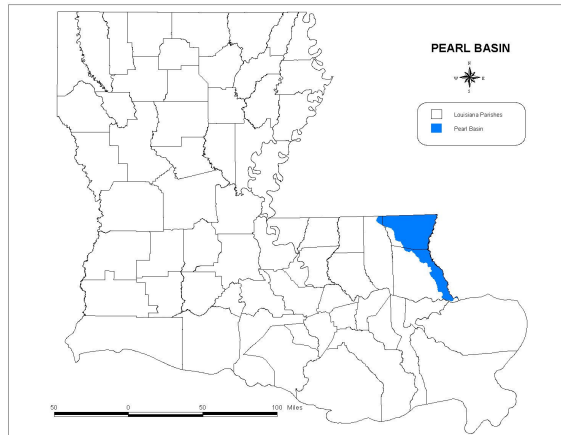 PEARL BASIN
N
W E
S
Louisiana Parishes
Pearl Basin
50 0 50 100 Miles